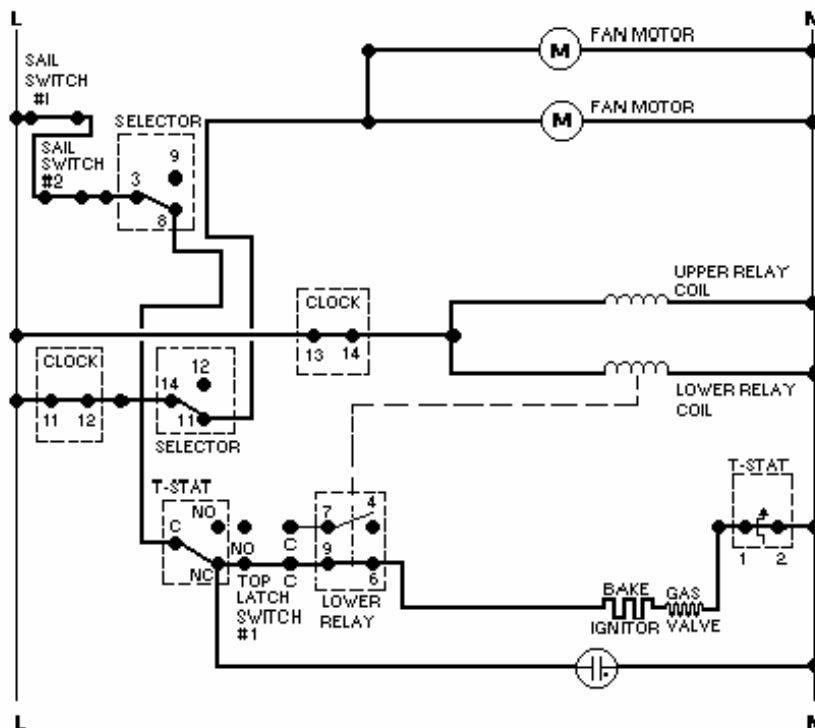 L
M
FAN MOTOR
M
SAIL
SWITCH
#1
SELECTOR
M
FAN MOTOR
SAIL
SWITCH
#2
9
3
8
UPPER RELAY
COIL
CLOCK
13 14
CLOCK
12
14
11 12
11
LOWER RELAY
COIL
SELECTOR
T-STAT
T-STAT
NO
C
7 4
NO
C
9
NC
C
6
1 2
TOP
LATCH
SWITCH
#1
LOWER
RELAY
BAKE
IGNITOR
GAS
VALVE
L